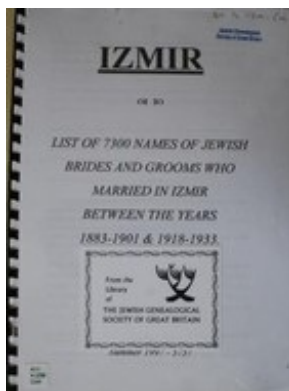 IZMIR
LIST OF 7300 NAMES OF JEWISH
BRIDES AND GROOMS WHO
MARRIED IN IZMIR
BETWEEN THE YEARS
1883-1901 & 1918-1933.
From the
Library
of
THE JEWISH GENEALOGICAL
SOCIETY OF GREAT BRITAIN